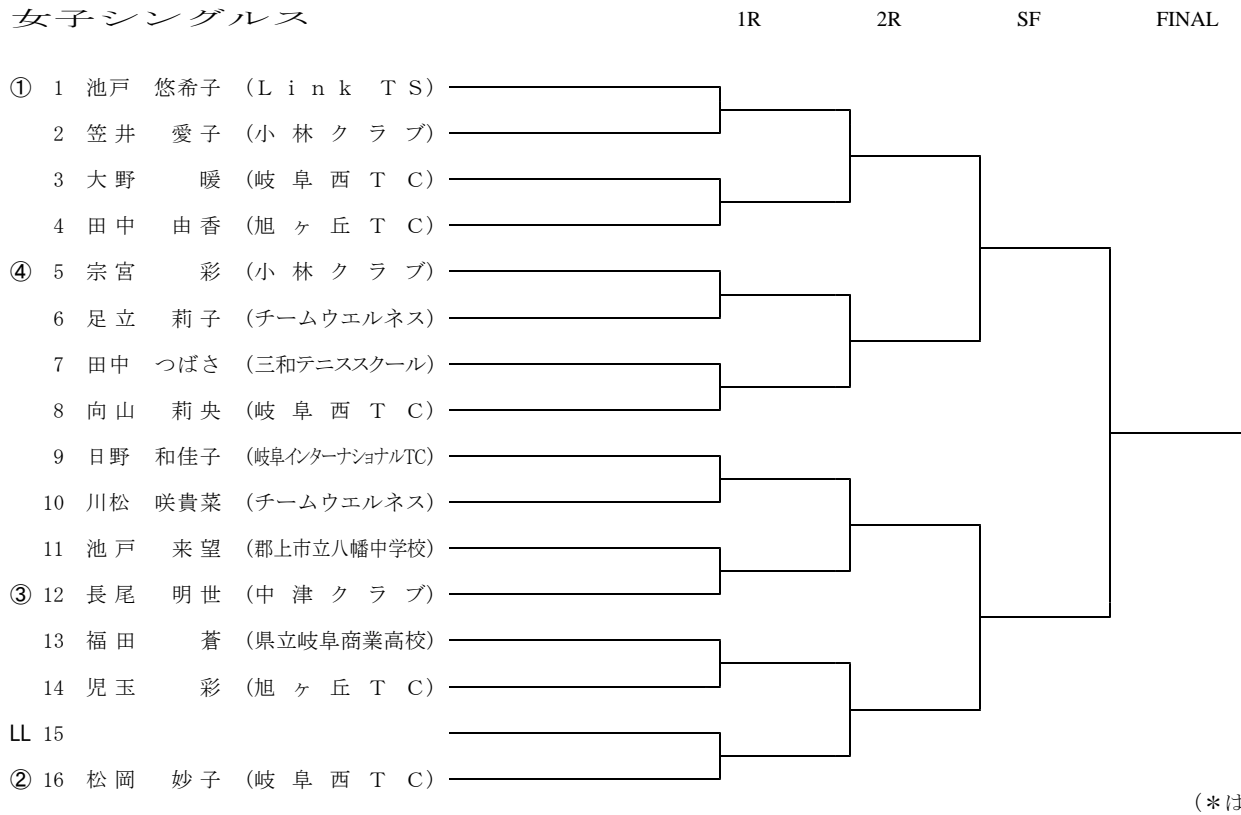 女子シングルス 1R 2R SF FINAL
① 1 池戸 悠希子 (Link TS)
2 笠井 愛子 (小林クラブ)
3 大野 暖 (岐阜西TC)
4 田中 由香 (旭ヶ丘TC)
④ 5 宗宮 彩 (小林クラブ)
6 足立 莉子 (チームウエルネス)
7 田中 つばさ (三和テニススクール)
8 向山 莉央 (岐阜西TC)
9 日野 和佳子 (岐阜インターナショナルTC)
10 川松 咲貴菜 (チームウエルネス)
11 池戸 来望 (郡上市立八幡中学校)
③ 12 長尾 明世 (中津クラブ)
13 福田 蒼 (県立岐阜商業高校)
14 児玉 彩 (旭ヶ丘TC)
LL 15
② 16 松岡 妙子 (岐阜西TC)
(＊は